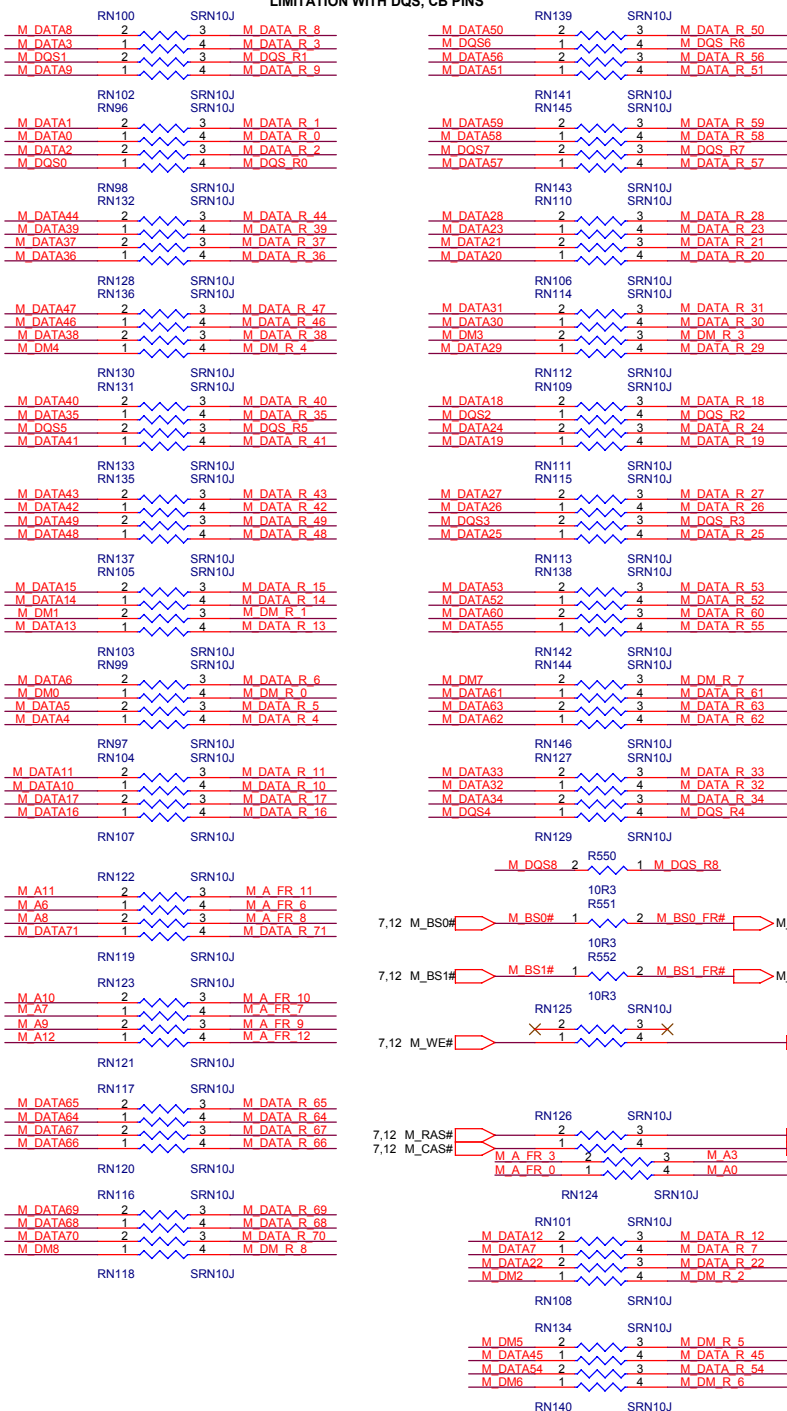 LIMITATION WITH DQS, CB PINS
RN100 SRN10J
M_DATA8 2 3 M_DATA_R_8
M_DATA3 1 4 M_DATA_R_3
M_DQS1 2 3 M_DQS_R1
M_DATA9 1 4 M_DATA_R_9
RN102 SRN10J
RN96 SRN10J
M_DATA1 2 3 M_DATA_R_1
M_DATA0 1 4 M_DATA_R_0
M_DATA2 2 3 M_DATA_R_2
M_DQS0 1 4 M_DQS_R0
RN98 SRN10J
RN132 SRN10J
M_DATA44 2 3 M_DATA_R_44
M_DATA39 1 4 M_DATA_R_39
M_DATA37 2 3 M_DATA_R_37
M_DATA36 1 4 M_DATA_R_36
RN128 SRN10J
RN136 SRN10J
M_DATA47 2 3 M_DATA_R_47
M_DATA46 1 4 M_DATA_R_46
M_DATA38 2 3 M_DATA_R_38
M_DM4 1 4 M_DM_R_4
RN130 SRN10J
RN131 SRN10J
M_DATA40 2 3 M_DATA_R_40
M_DATA35 1 4 M_DATA_R_35
M_DQS5 2 3 M_DQS_R5
M_DATA41 1 4 M_DATA_R_41
RN133 SRN10J
RN135 SRN10J
M_DATA43 2 3 M_DATA_R_43
M_DATA42 1 4 M_DATA_R_42
M_DATA49 2 3 M_DATA_R_49
M_DATA48 1 4 M_DATA_R_48
RN137 SRN10J
RN105 SRN10J
M_DATA15 2 3 M_DATA_R_15
M_DATA14 1 4 M_DATA_R_14
M_DM1 2 3 M_DM_R_1
M_DATA13 1 4 M_DATA_R_13
RN103 SRN10J
RN99 SRN10J
M_DATA6 2 3 M_DATA_R_6
M_DM0 1 4 M_DM_R_0
M_DATA5 2 3 M_DATA_R_5
M_DATA4 1 4 M_DATA_R_4
RN97 SRN10J
RN104 SRN10J
M_DATA11 2 3 M_DATA_R_11
M_DATA10 1 4 M_DATA_R_10
M_DATA17 2 3 M_DATA_R_17
M_DATA16 1 4 M_DATA_R_16
RN107 SRN10J
RN122 SRN10J
M_A11 2 3 M_A_FR_11
M_A6 1 4 M_A_FR_6
M_A8 2 3 M_A_FR_8
M_DATA71 1 4 M_DATA_R_71
RN119 SRN10J
RN123 SRN10J
M_A10 2 3 M_A_FR_10
M_A7 1 4 M_A_FR_7
M_A9 2 3 M_A_FR_9
M_A12 1 4 M_A_FR_12
RN121 SRN10J
RN117 SRN10J
M_DATA65 2 3 M_DATA_R_65
M_DATA64 1 4 M_DATA_R_64
M_DATA67 2 3 M_DATA_R_67
M_DATA66 1 4 M_DATA_R_66
RN120 SRN10J
RN116 SRN10J
M_DATA69 2 3 M_DATA_R_69
M_DATA68 1 4 M_DATA_R_68
M_DATA70 2 3 M_DATA_R_70
M_DM8 1 4 M_DM_R_8
RN118 SRN10J
RN139 SRN10J
M_DATA50 2 3 M_DATA_R_50
M_DQS6 1 4 M_DQS_R6
M_DATA56 2 3 M_DATA_R_56
M_DATA51 1 4 M_DATA_R_51
RN141 SRN10J
RN145 SRN10J
M_DATA59 2 3 M_DATA_R_59
M_DATA58 1 4 M_DATA_R_58
M_DQS7 2 3 M_DQS_R7
M_DATA57 1 4 M_DATA_R_57
RN143 SRN10J
RN110 SRN10J
M_DATA28 2 3 M_DATA_R_28
M_DATA23 1 4 M_DATA_R_23
M_DATA21 2 3 M_DATA_R_21
M_DATA20 1 4 M_DATA_R_20
RN106 SRN10J
RN114 SRN10J
M_DATA31 2 3 M_DATA_R_31
M_DATA30 1 4 M_DATA_R_30
M_DM3 2 3 M_DM_R_3
M_DATA29 1 4 M_DATA_R_29
RN112 SRN10J
RN109 SRN10J
M_DATA18 2 3 M_DATA_R_18
M_DQS2 1 4 M_DQS_R2
M_DATA24 2 3 M_DATA_R_24
M_DATA19 1 4 M_DATA_R_19
RN111 SRN10J
RN115 SRN10J
M_DATA27 2 3 M_DATA_R_27
M_DATA26 1 4 M_DATA_R_26
M_DQS3 2 3 M_DQS_R3
M_DATA25 1 4 M_DATA_R_25
RN113 SRN10J
RN138 SRN10J
M_DATA53 2 3 M_DATA_R_53
M_DATA52 1 4 M_DATA_R_52
M_DATA60 2 3 M_DATA_R_60
M_DATA55 1 4 M_DATA_R_55
RN142 SRN10J
RN144 SRN10J
M_DM7 2 3 M_DM_R_7
M_DATA61 1 4 M_DATA_R_61
M_DATA63 2 3 M_DATA_R_63
M_DATA62 1 4 M_DATA_R_62
RN146 SRN10J
RN127 SRN10J
M_DATA33 2 3 M_DATA_R_33
M_DATA32 1 4 M_DATA_R_32
M_DATA34 2 3 M_DATA_R_34
M_DQS4 1 4 M_DQS_R4
RN129 SRN10J
R550
M_DQS8 2 1 M_DQS_R8
10R3
R551
7,12 M_BS0# M_BS0# 1 2 M_BS0_FR# M_
10R3
R552
7,12 M_BS1# M_BS1# 1 2 M_BS1_FR# M_
10R3
RN125 SRN10J
2 3
7,12 M_WE# 1 4
RN126 SRN10J
7,12 M_RAS# 2 3
7,12 M_CAS# 1 4
M_A_FR_3 2 3 M_A3
M_A_FR_0 1 4 M_A0
RN124 SRN10J
RN101 SRN10J
M_DATA12 2 3 M_DATA_R_12
M_DATA7 1 4 M_DATA_R_7
M_DATA22 2 3 M_DATA_R_22
M_DM2 1 4 M_DM_R_2
RN108 SRN10J
RN134 SRN10J
M_DM5 2 3 M_DM_R_5
M_DATA45 1 4 M_DATA_R_45
M_DATA54 2 3 M_DATA_R_54
M_DM6 1 4 M_DM_R_6
RN140 SRN10J